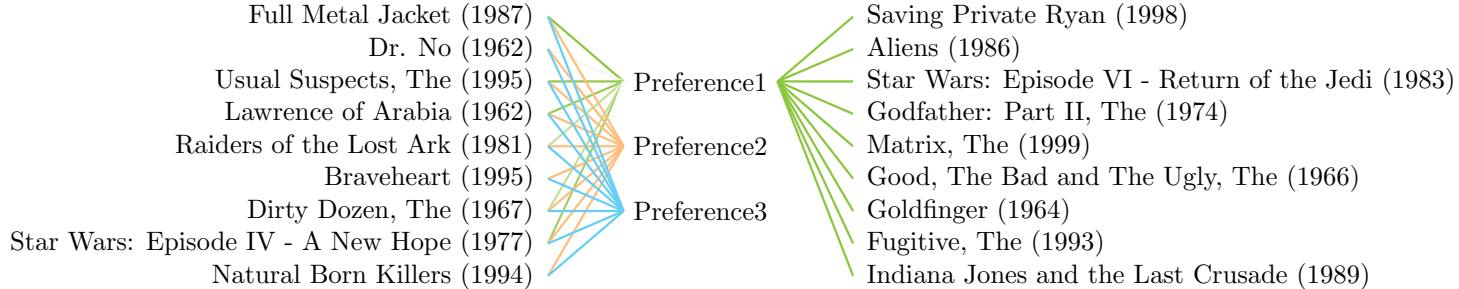 Full Metal Jacket (1987)
Dr. No (1962)
Usual Suspects, The (1995)
Lawrence of Arabia (1962)
Raiders of the Lost Ark (1981)
Braveheart (1995)
Dirty Dozen, The (1967)
Star Wars: Episode IV - A New Hope (1977)
Natural Born Killers (1994)
Preference1
Preference2
Preference3
Saving Private Ryan (1998)
Aliens (1986)
Star Wars: Episode VI - Return of the Jedi (1983)
Godfather: Part II, The (1974)
Matrix, The (1999)
Good, The Bad and The Ugly, The (1966)
Goldfinger (1964)
Fugitive, The (1993)
Indiana Jones and the Last Crusade (1989)